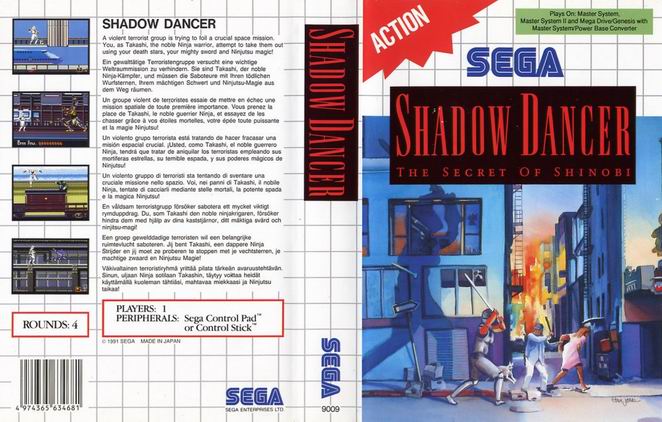 SHADOW DANCER
A violent terrorist group is trying to foil a crucial space mission.
You, as Takashi, the noble Ninja warrior, attempt to take them out
using your death stars, your mighty sword and Ninjutsu magic!
Ein gewalttätige Terroristengruppe versucht eine wichtige
Weltraummission zu verhindern. Sie sind Takashi, der noble
Ninja-Kämpfer, und müssen die Saboteure mit Ihren tödlichen
Wurfsternen, Ihrem mächtigen Schwert und Ninjutsu-Magie aus
dem Weg räumen.
Un groupe violent de terroristes essaie de mettre en échec une
mission spatiale de toute première importance. Vous prenez la
place de Takashi, le noble guerrier Ninja, et essayez de les
chasser grâce à vos étoiles mortelles, votre épée toute puissante
et la magie Ninjutsu!
Un violento grupo terrorista está tratando de hacer fracasar una
misión espacial crucial. ¡Usted, como Takashi, el noble guerrero
Ninja, tendrá que tratar de aniquilar los terroristas empleando sus
mortíferas estrellas, su temible espada, y sus poderes mágicos de
Ninjutsu!
Un violento gruppo di terroristi sta tentando di sventare una
cruciale missione nello spazio. Voi, nei panni di Takashi, il nobile
Ninja, tentate di cacciarli mediante stelle mortali, la potente spada
e la magica Ninjutsu!
En våldsam terroristgrupp försöker sabotera ett mycket viktigt
rymduppdrag. Du, som Takashi den noble ninjakrigaren, försöker
hindra dem med hjälp av dina kaststjärnor, ditt mäktiga svärd och
ninjutsu-magi!
Een groep gewelddadige terroristen wil een belangrijke
ruimtevlucht saboteren. Jij bent Takashi, een dappere Ninja
Strijder en jij moet ze proberen te stoppen met je vechtsterren, je
machtige zwaard en Ninjutsu Magie!
Väkivaltainen terroristiryhmä yrittää pilata tärkeän avaruustehtävän.
Sinun, uljaan Ninja sotilaan Takashin, täytyy voittaa heidät
käyttämällä kuoleman tähtiäsi, mahtavaa miekkaasi ja Ninjutsu
taikaa!
ROUNDS: 4
PLAYERS: 1
PERIPHERALS: Sega Control Pad™
or Control Stick™
© 1991 SEGA MADE IN JAPAN
4 974365 634681
SEGA
SEGA ENTERPRISES LTD.
SHADOW DANCER
SEGA
9009
ACTION
Plays On: Master System,
Master System II and Mega Drive/Genesis with
Master System/Power Base Converter
SEGA
SHADOW DANCER
THE SECRET OF SHINOBI